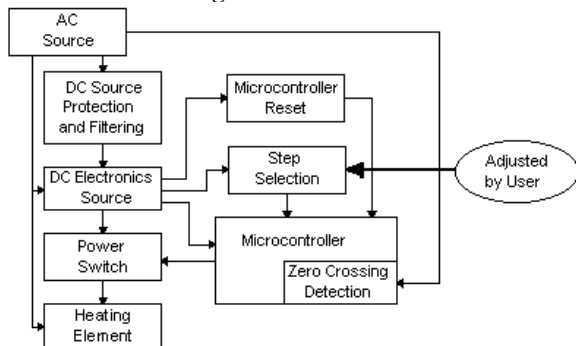 AC
Source
DC Source
Protection
and Filtering
Microcontroller
Reset
DC Electronics
Source
Step
Selection
Adjusted
by User
Power
Switch
Microcontroller
Zero Crossing
Detection
Heating
Element